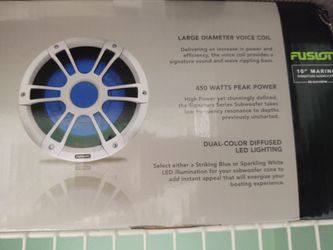 LARGE DIAMETER VOICE COIL
Delivering an increase in power and
efficiency, the voice coil provides a
signature sound and wave rippling bass.
450 WATTS PEAK POWER
High Power yet stunningly defined,
the Signature Series Subwoofer takes
low frequency resonance to depths
previously uncharted.
DUAL-COLOR DIFFUSED
LED LIGHTING
Select either a Striking Blue or Sparkling White
LED illumination for your subwoofer cone to
add instant appeal that will energize your
boating experience.
FUSION
10" MARINE